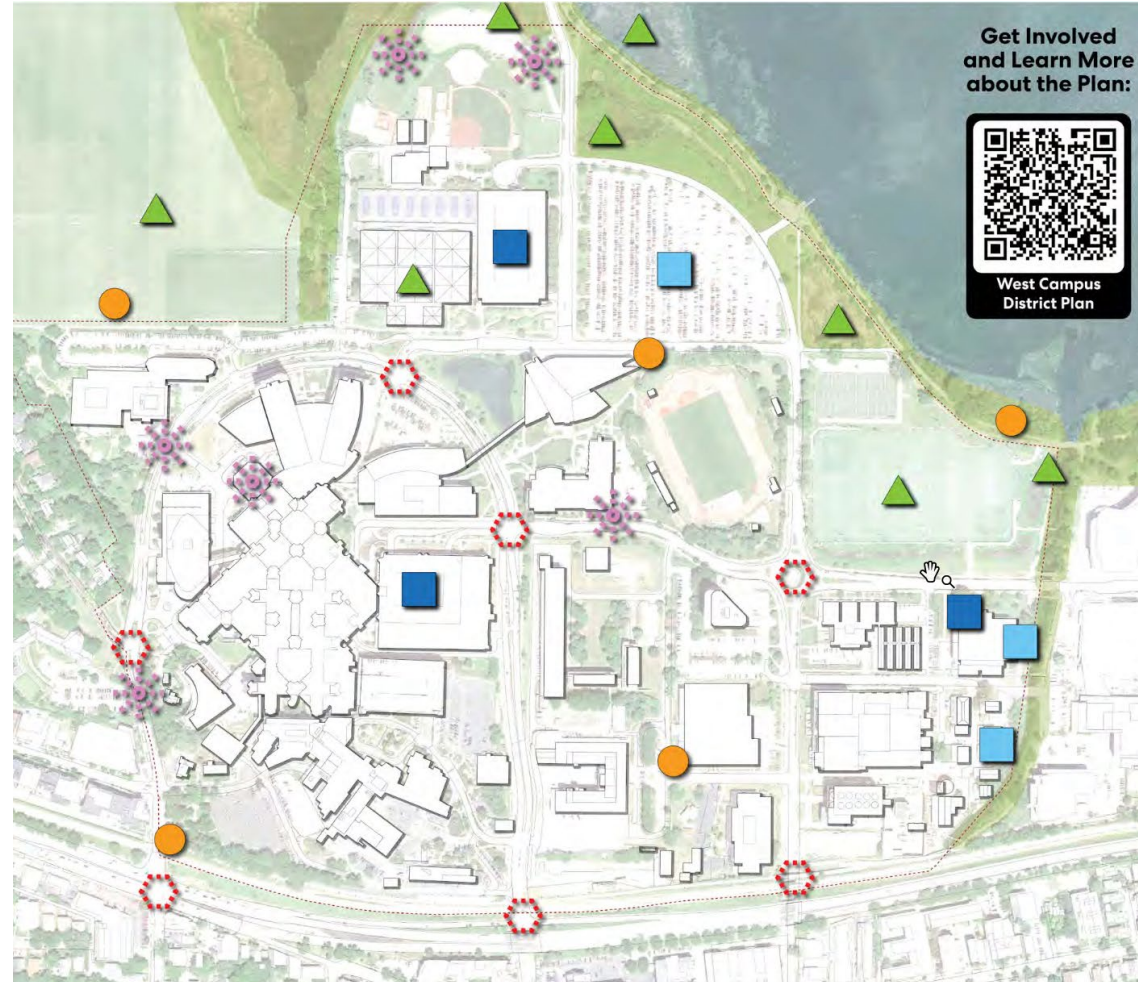 Get Involved
and Learn More
about the Plan:
West Campus
District Plan